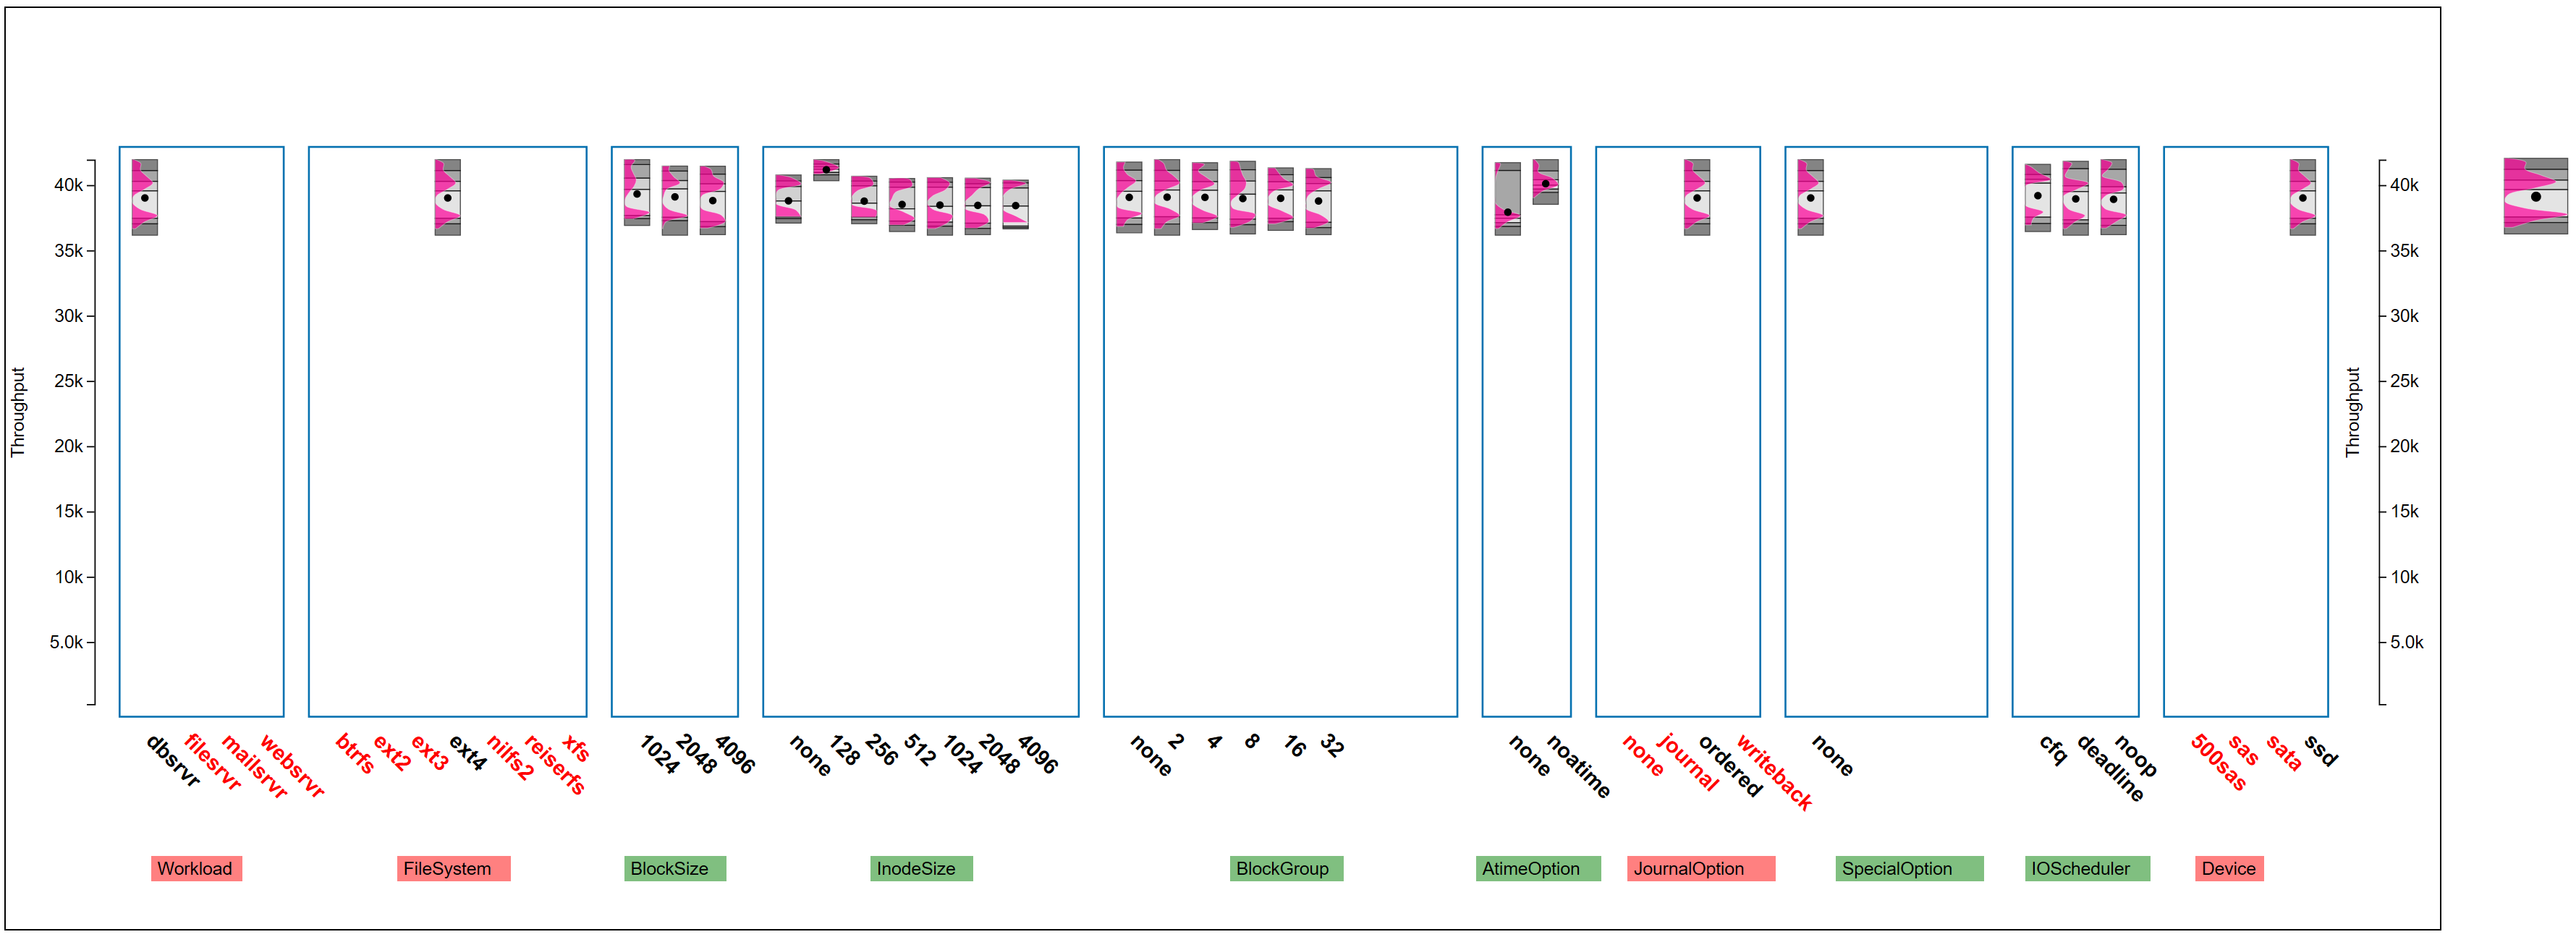 Throughput
40k
35k
30k
25k
20k
15k
10k
5.0k
dbsrvr
filesrvr
mailsrvr
websrvr
btrfs
ext2
ext3
ext4
nilfs2
reiserfs
xfs
1024
2048
4096
none
128
256
512
1024
2048
4096
none
2
4
8
16
32
none
noatime
none
journal
ordered
writeback
none
cfq
deadline
noop
500sas
sas
sata
ssd
Throughput
40k
35k
30k
25k
20k
15k
10k
5.0k
Workload
FileSystem
BlockSize
InodeSize
BlockGroup
AtimeOption
JournalOption
SpecialOption
IOScheduler
Device